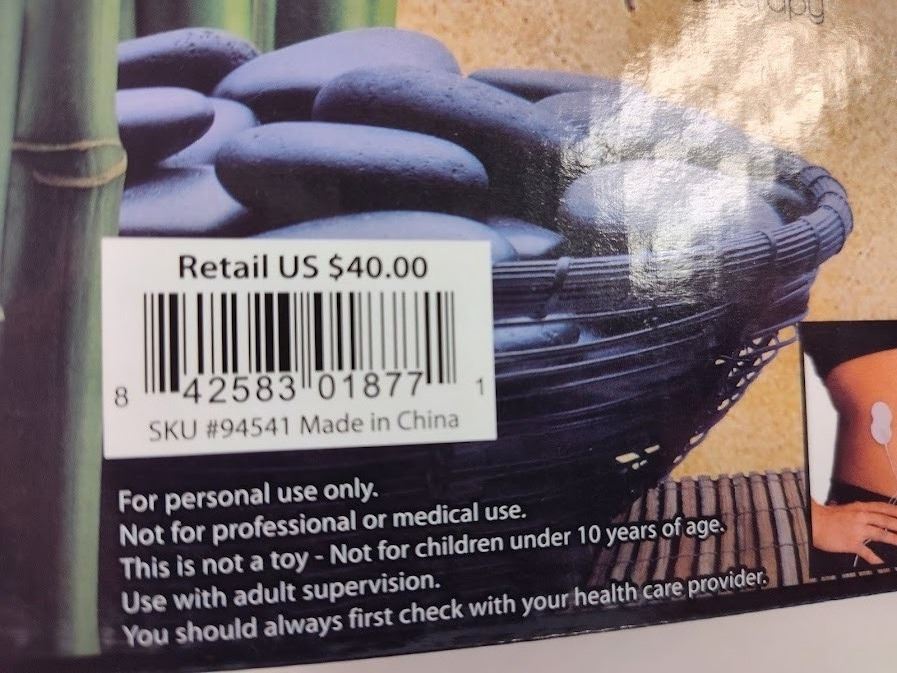 Retail US $40.00
8 42583 01877 1
SKU #94541 Made in China
For personal use only.
Not for professional or medical use.
This is not a toy - Not for children under 10 years of age.
Use with adult supervision.
You should always first check with your health care provider.